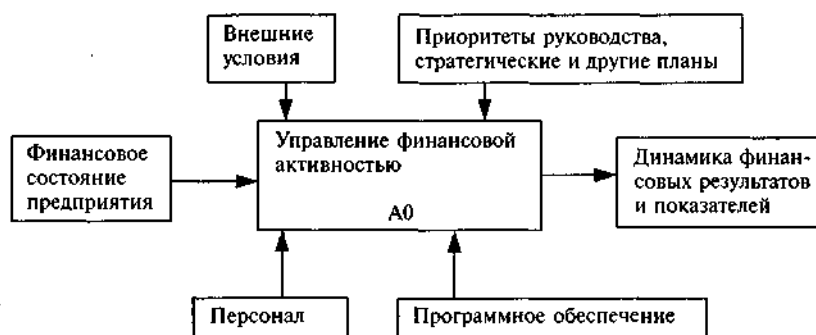 Внешние
условия
Приоритеты руководства,
стратегические и другие планы
Финансовое
состояние
предприятия
Управление финансовой
активностью
А0
Динамика финан-
совых результатов
и показателей
Персонал
Программное обеспечение